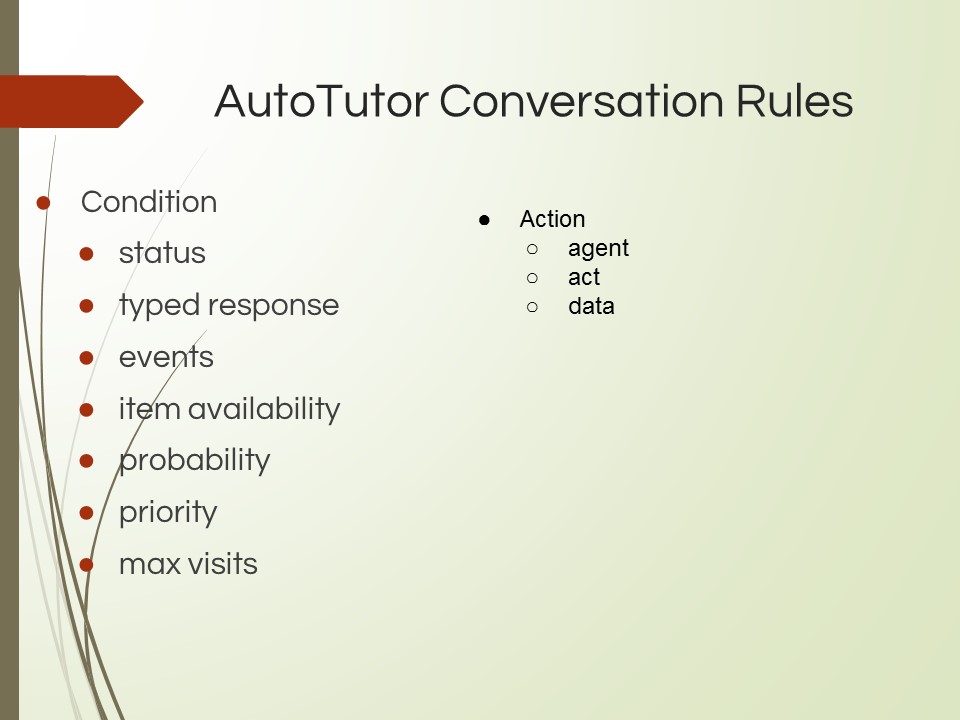 AutoTutor Conversation Rules
Condition
status
typed response
events
item availability
probability
priority
max visits
Action
agent
act
data